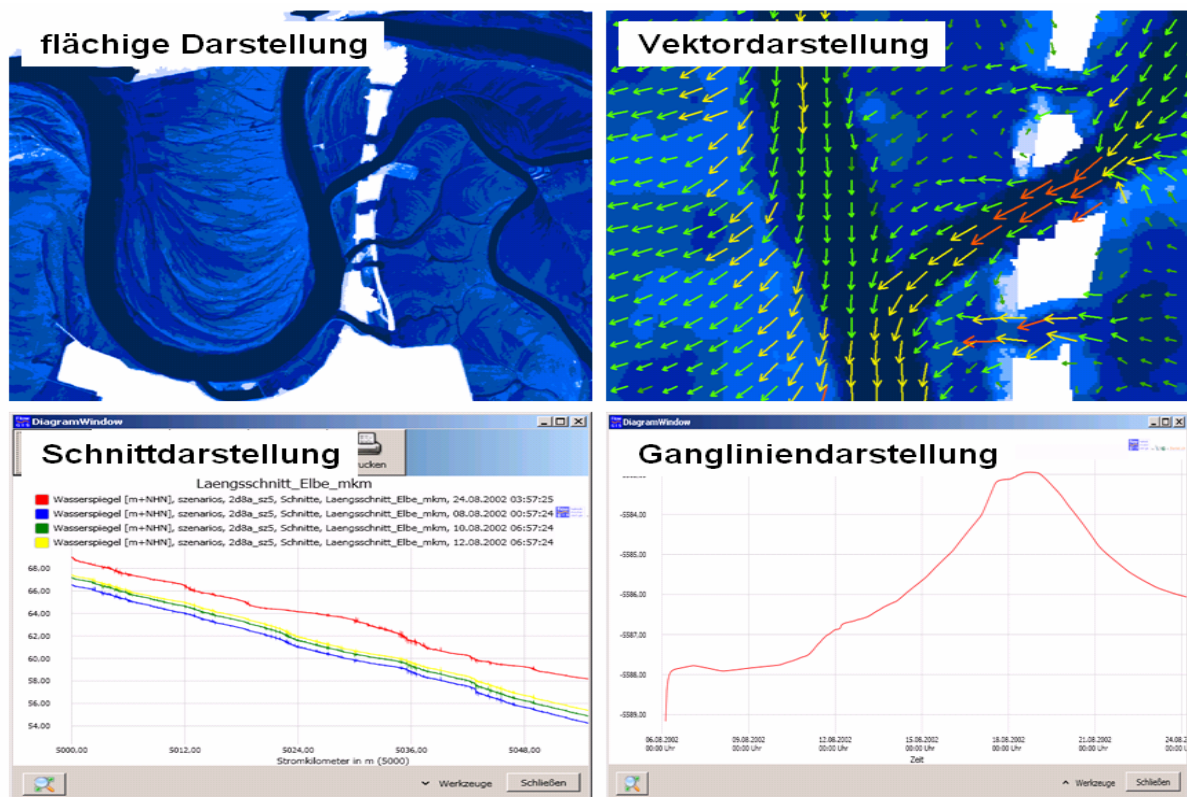 flächige Darstellung
Vektordarstellung
DiagramWindow
Schnittdarstellung
ucken
Laengsschnitt_Elbe_mkm
Wasserspiegel [m+NHN], szenarios, 2d8a_sz5, Schnitte, Laengsschnitt_Elbe_mkm, 24.08.2002 03:57:25
Wasserspiegel [m+NHN], szenarios, 2d8a_sz5, Schnitte, Laengsschnitt_Elbe_mkm, 08.08.2002 00:57:24
Wasserspiegel [m+NHN], szenarios, 2d8a_sz5, Schnitte, Laengsschnitt_Elbe_mkm, 10.08.2002 06:57:24
Wasserspiegel [m+NHN], szenarios, 2d8a_sz5, Schnitte, Laengsschnitt_Elbe_mkm, 12.08.2002 06:57:24
68.00
66.00
64.00
62.00
60.00
58.00
56.00
54.00
5000.00 5012.00 5024.00 5036.00 5048.00
Stromkilometer in m (5000)
Werkzeuge Schließen
DiagramWindow
Gangliniendarstellung
-5584.00
-5585.00
-5586.00
-5587.00
-5588.00
-5589.00
06.08.2002 09.08.2002 12.08.2002 15.08.2002 18.08.2002 21.08.2002 24.08.2002
00:00 Uhr 00:00 Uhr 00:00 Uhr 00:00 Uhr 00:00 Uhr 00:00 Uhr 00:00 Uhr
Zeit
Werkzeuge Schließen